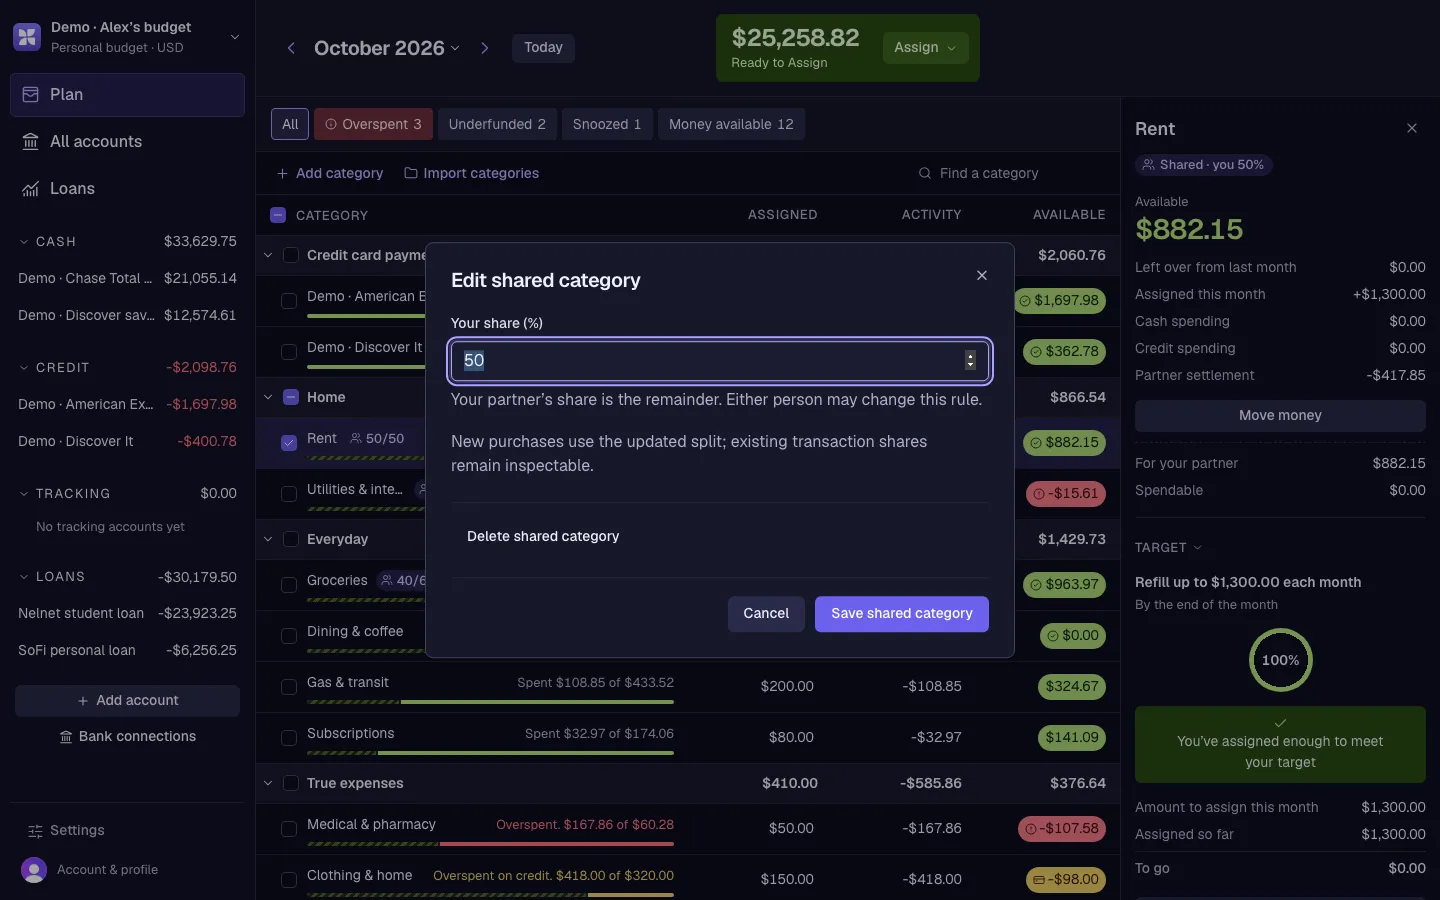 Demo · Alex's budget
Personal budget · USD
Plan
All accounts
Loans
CASH $33,629.75
Demo · Chase Total ... $21,055.14
Demo · Discover sav... $12,574.61
CREDIT -$2,098.76
Demo · American Ex... -$1,697.98
Demo · Discover It -$400.78
TRACKING $0.00
No tracking accounts yet
LOANS -$30,179.50
Nelnet student loan -$23,923.25
SoFi personal loan -$6,256.25
Add account
Bank connections
Settings
Account & profile
October 2026
Today
$25,258.82
Ready to Assign
Assign
All
Overspent 3
Underfunded 2
Snoozed 1
Money available 12
Add category
Import categories
Find a category
CATEGORY ASSIGNED ACTIVITY AVAILABLE
Credit card payme $2,060.76
Demo · American E $1,697.98
Demo · Discover It $362.78
Home $866.54
Rent 50/50 $882.15
Utilities & inte... -$15.61
Everyday $1,429.73
Groceries 40/6 $963.97
Dining & coffee $0.00
Gas & transit Spent $108.85 of $433.52 $200.00 -$108.85 $324.67
Subscriptions Spent $32.97 of $174.06 $80.00 -$32.97 $141.09
True expenses $410.00 -$585.86 $376.64
Medical & pharmacy Overspent. $167.86 of $60.28 $50.00 -$167.86 -$107.58
Clothing & home Overspent on credit. $418.00 of $320.00 $150.00 -$418.00 -$98.00
Edit shared category
Your share (%)
50
Your partner's share is the remainder. Either person may change this rule.
New purchases use the updated split; existing transaction shares
remain inspectable.
Delete shared category
Cancel
Save shared category
Rent
Shared · you 50%
Available
$882.15
Left over from last month $0.00
Assigned this month +$1,300.00
Cash spending $0.00
Credit spending $0.00
Partner settlement -$417.85
Move money
For your partner $882.15
Spendable $0.00
TARGET
Refill up to $1,300.00 each month
By the end of the month
100%
You've assigned enough to meet
your target
Amount to assign this month $1,300.00
Assigned so far $1,300.00
To go $0.00